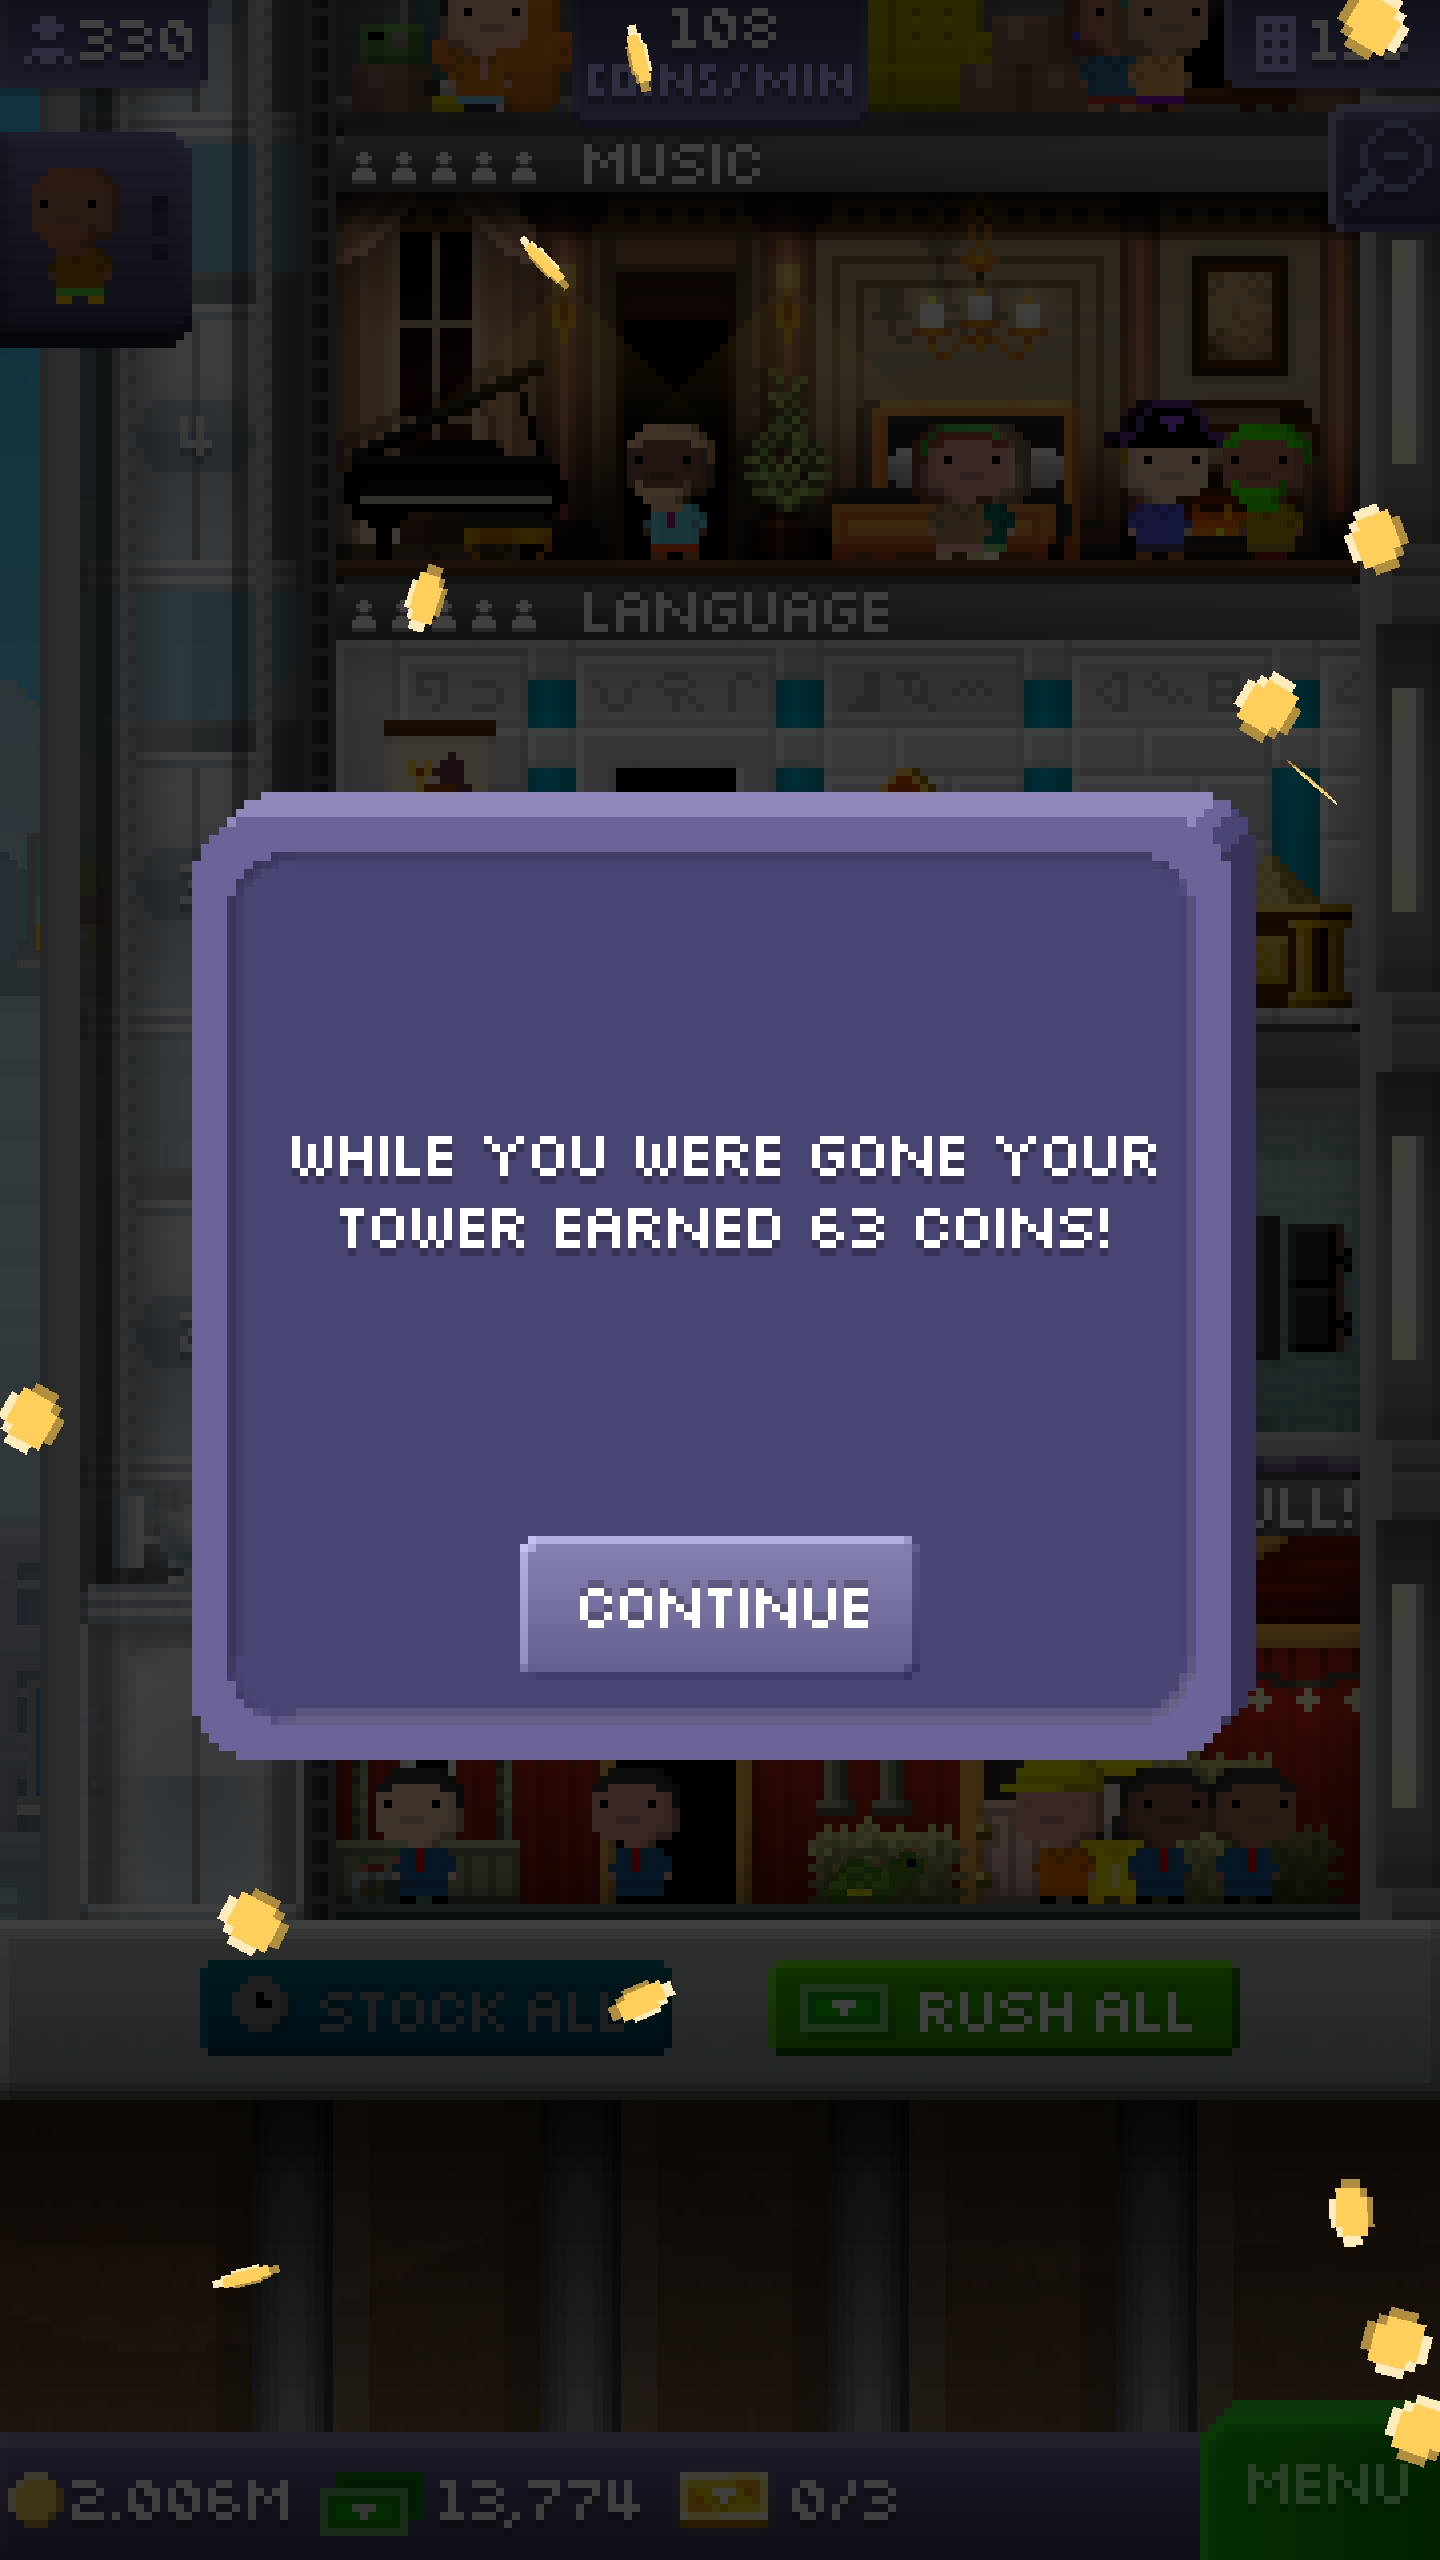 330
108
COINS/MIN
MUSIC
4
LANGUAGE
WHILE YOU WERE GONE YOUR
TOWER EARNED 63 COINS!
CONTINUE
STOCK ALL
RUSH ALL
2.006M
13,774
0/3
MENU